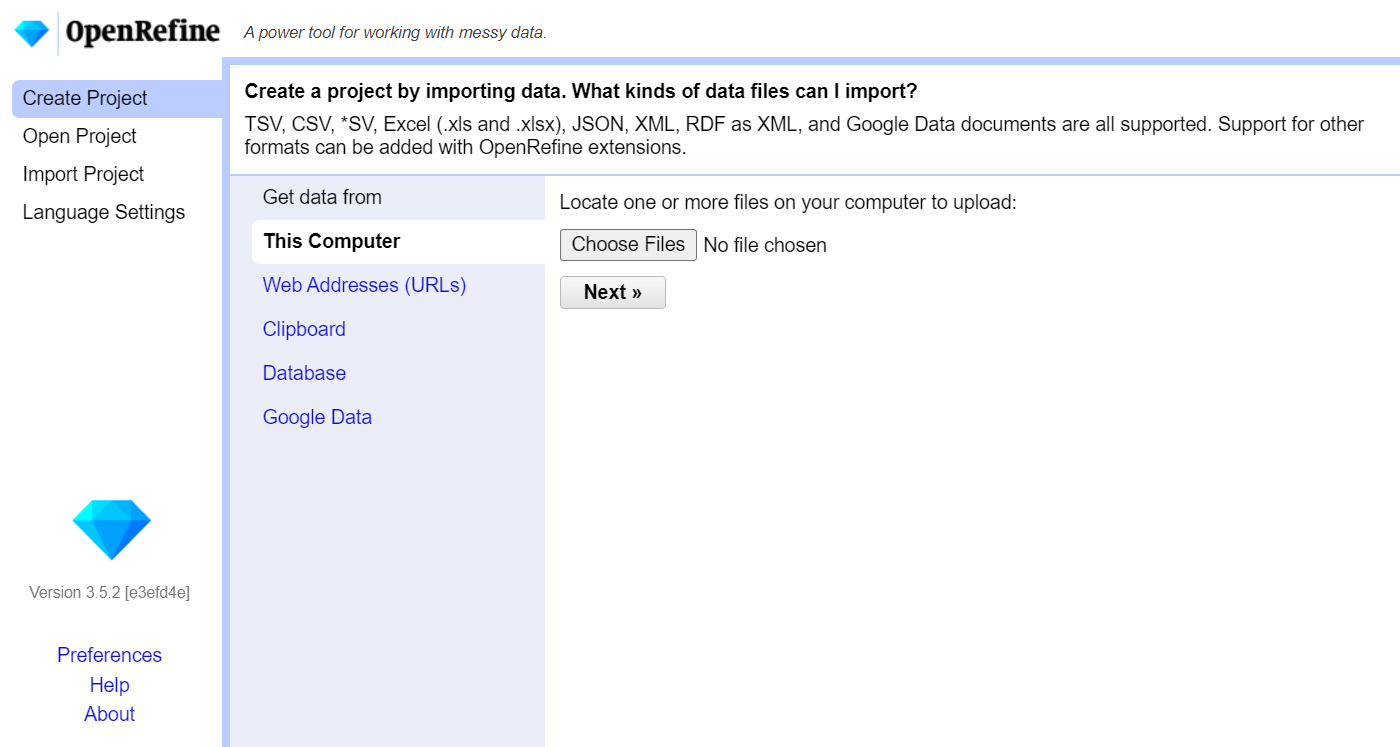 OpenRefine
A power tool for working with messy data.
Create Project
Open Project
Import Project
Language Settings
Create a project by importing data. What kinds of data files can I import?
TSV, CSV, *SV, Excel (.xls and .xlsx), JSON, XML, RDF as XML, and Google Data documents are all supported. Support for other
formats can be added with OpenRefine extensions.
Get data from
This Computer
Web Addresses (URLs)
Clipboard
Database
Google Data
Locate one or more files on your computer to upload:
Choose Files No file chosen
Next »
Version 3.5.2 [e3efd4e]
Preferences
Help
About